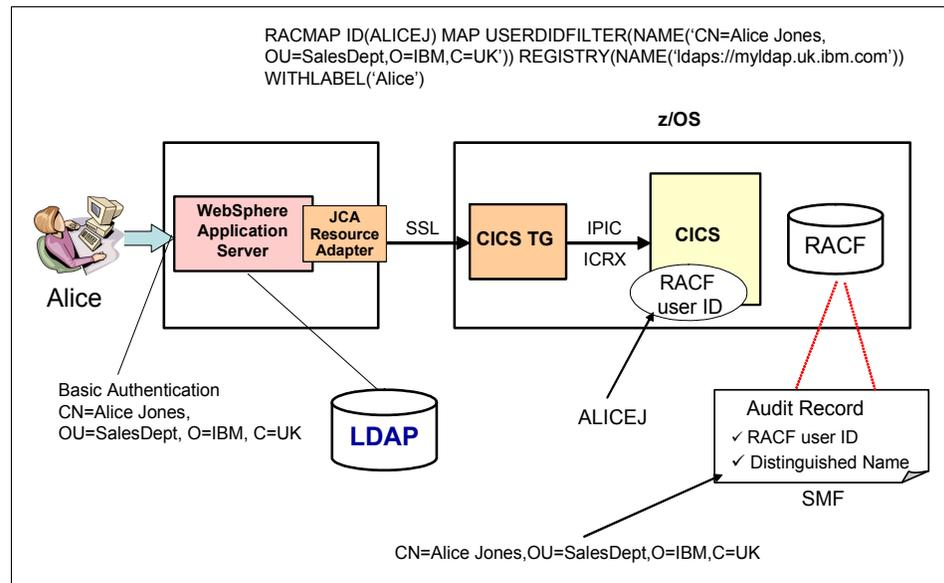 RACMAP ID(ALICEJ) MAP USERDIDFILTER(NAME(‘CN=Alice Jones,
OU=SalesDept,O=IBM,C=UK’)) REGISTRY(NAME(‘ldaps://myldap.uk.ibm.com’))
WITHLABEL(‘Alice’)
z/OS
WebSphere
Application
Server
JCA
Resource
Adapter
SSL
CICS TG
IPIC
ICRX
CICS
RACF
user ID
RACF
Alice
Basic Authentication
CN=Alice Jones,
OU=SalesDept, O=IBM, C=UK
LDAP
ALICEJ
Audit Record
✓ RACF user ID
✓ Distinguished Name
SMF
CN=Alice Jones,OU=SalesDept,O=IBM,C=UK